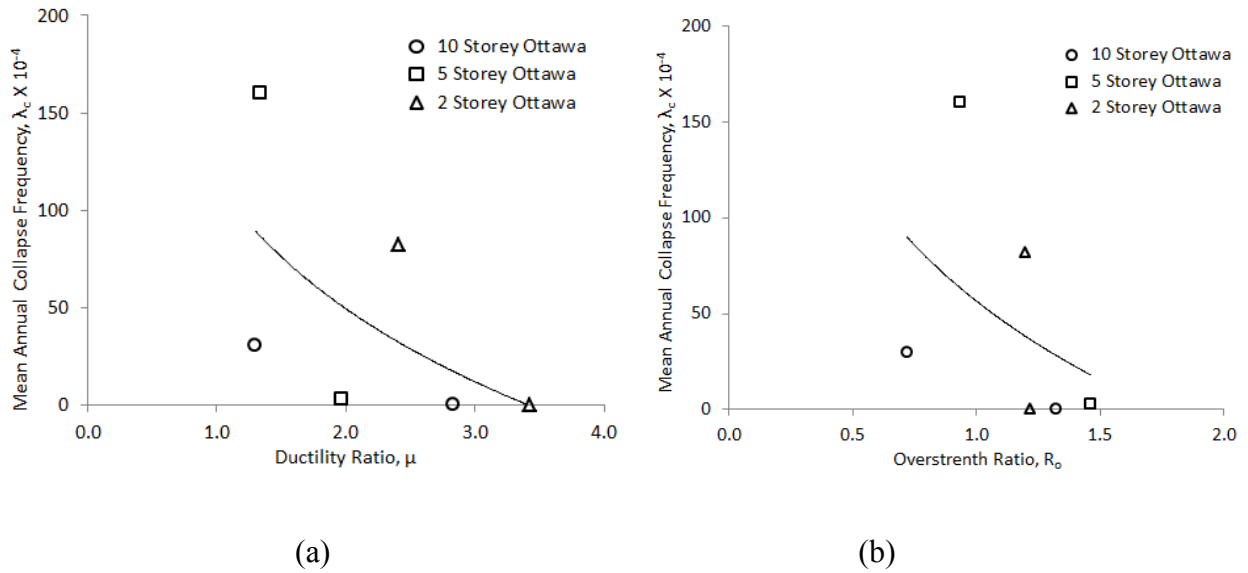 200
150
100
50
0
0.0 1.0 2.0 3.0 4.0
Mean Annual Collapse Frequency, λc X 10⁻⁴
Ductility Ratio, μ
10 Storey Ottawa
5 Storey Ottawa
2 Storey Ottawa
(a)
200
150
100
50
0
0.0 0.5 1.0 1.5 2.0
Mean Annual Collapse Frequency, λc X 10⁻⁴
Overstrenth Ratio, Ro
10 Storey Ottawa
5 Storey Ottawa
2 Storey Ottawa
(b)